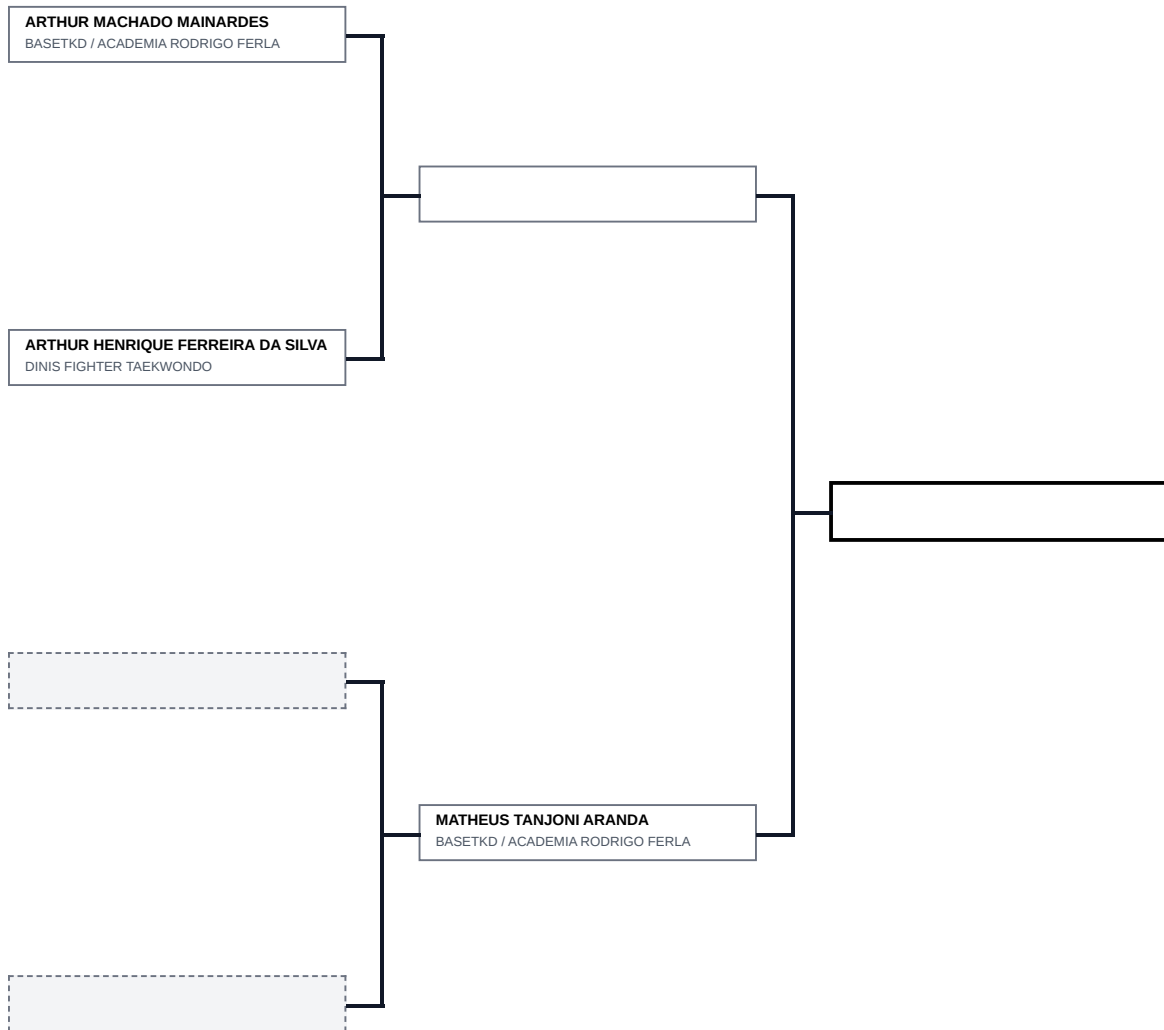 ARTHUR MACHADO MAINARDES
BASETKD / ACADEMIA RODRIGO FERLA
ARTHUR HENRIQUE FERREIRA DA SILVA
DINIS FIGHTER TAEKWONDO
MATHEUS TANJONI ARANDA
BASETKD / ACADEMIA RODRIGO FERLA